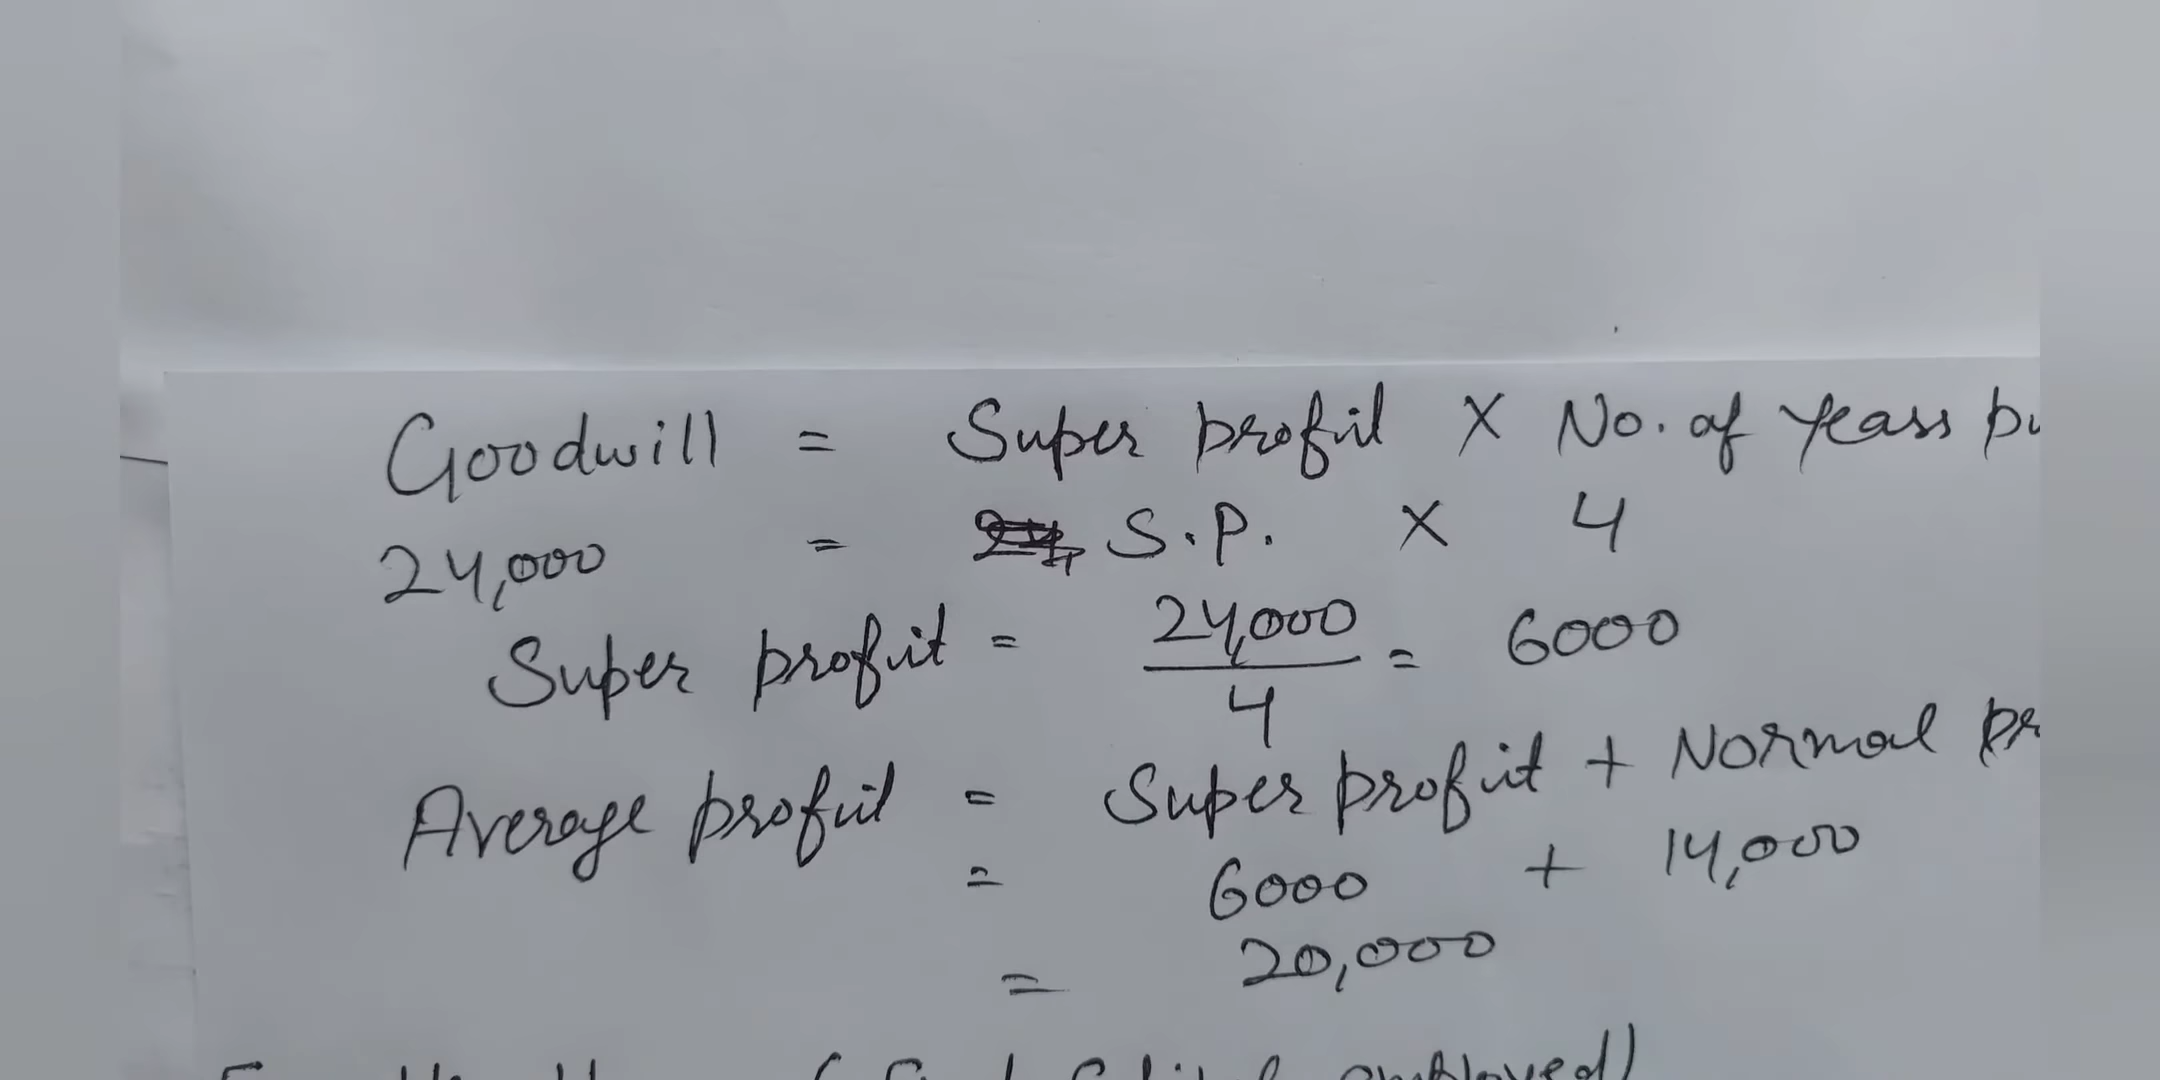 Goodwill = Super profit X No. of years
24,000 = S.P. X 4
Super profit = 24,000/4 = 6000
Average profit = Super profit + Normal
= 6000 + 14,000
= 20,000